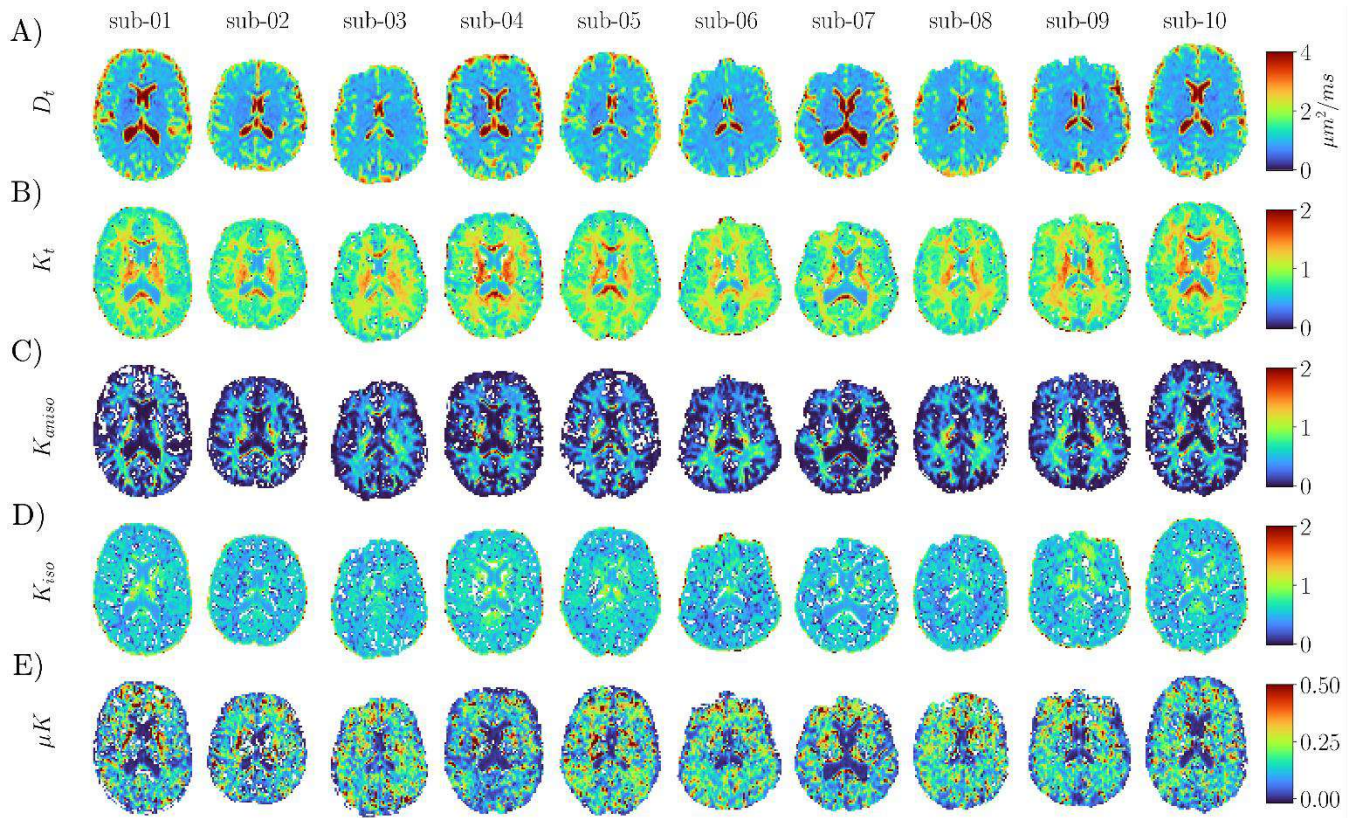 A)
sub-01 sub-02 sub-03 sub-04 sub-05 sub-06 sub-07 sub-08 sub-09 sub-10
D_t
4
2
0
μm²/ms
B)
K_t
2
1
0
C)
K_aniso
2
1
0
D)
K_iso
2
1
0
E)
μK
0.50
0.25
0.00